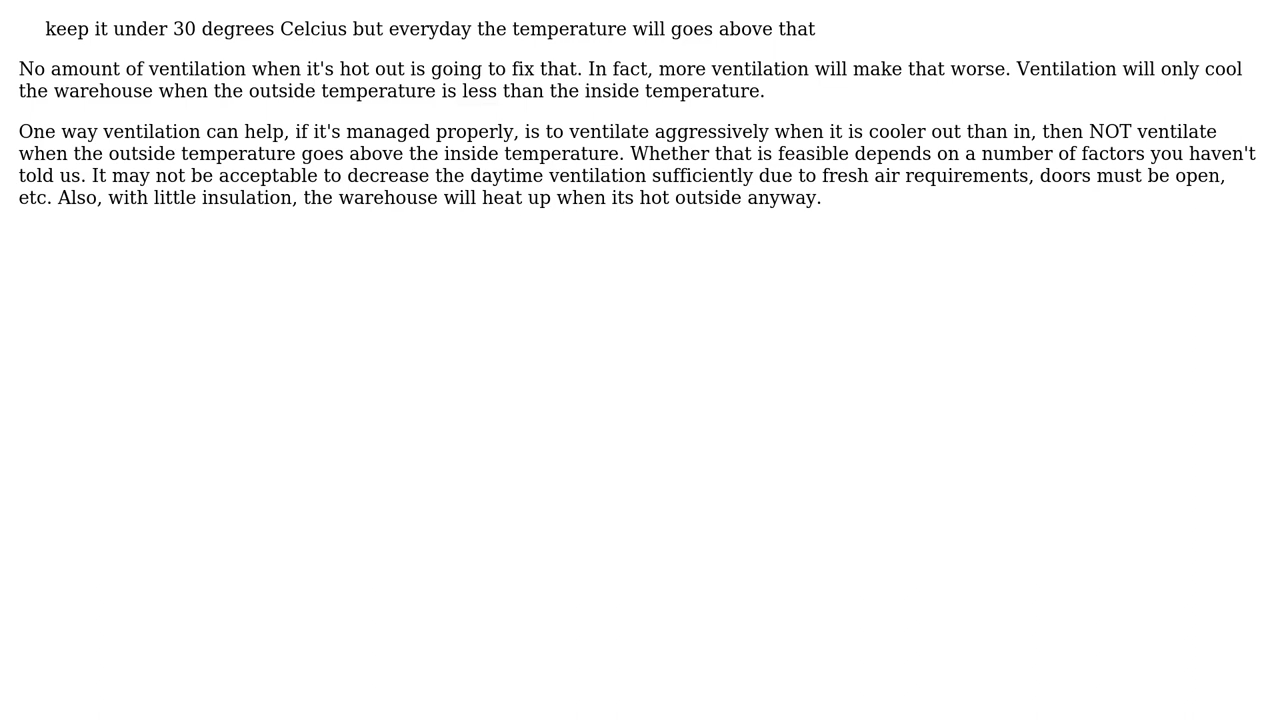 keep it under 30 degrees Celcius but everyday the temperature will goes above that
No amount of ventilation when it's hot out is going to fix that. In fact, more ventilation will make that worse. Ventilation will only cool
the warehouse when the outside temperature is less than the inside temperature.
One way ventilation can help, if it's managed properly, is to ventilate aggressively when it is cooler out than in, then NOT ventilate
when the outside temperature goes above the inside temperature. Whether that is feasible depends on a number of factors you haven't
told us. It may not be acceptable to decrease the daytime ventilation sufficiently due to fresh air requirements, doors must be open,
etc. Also, with little insulation, the warehouse will heat up when its hot outside anyway.